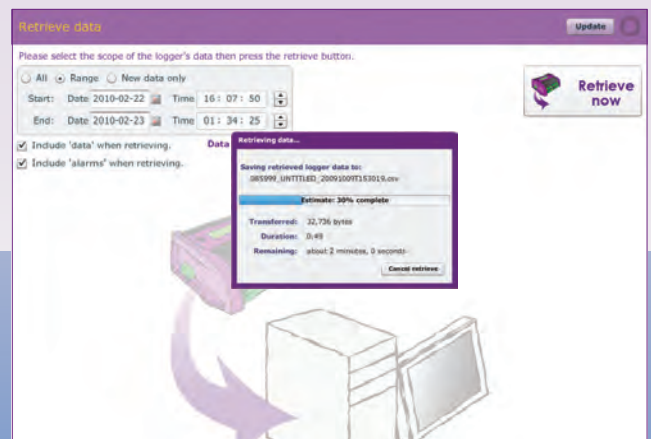 Retrieve data
Update
Please select the scope of the logger's data then press the retrieve button.
All Range New data only
Start: Date 2010-02-22 Time 16: 07: 50
End: Date 2010-02-23 Time 01: 34: 25
Retrieve
now
Include 'data' when retrieving. Data
Include 'alarms' when retrieving.
Retrieving data...
Saving retrieved logger data to:
085999_UNTITLED_20091009T153019.csv
Estimate: 30% complete
Transferred: 32,736 bytes
Duration: 0:49
Remaining: about 2 minutes, 0 seconds
Cancel retrieve